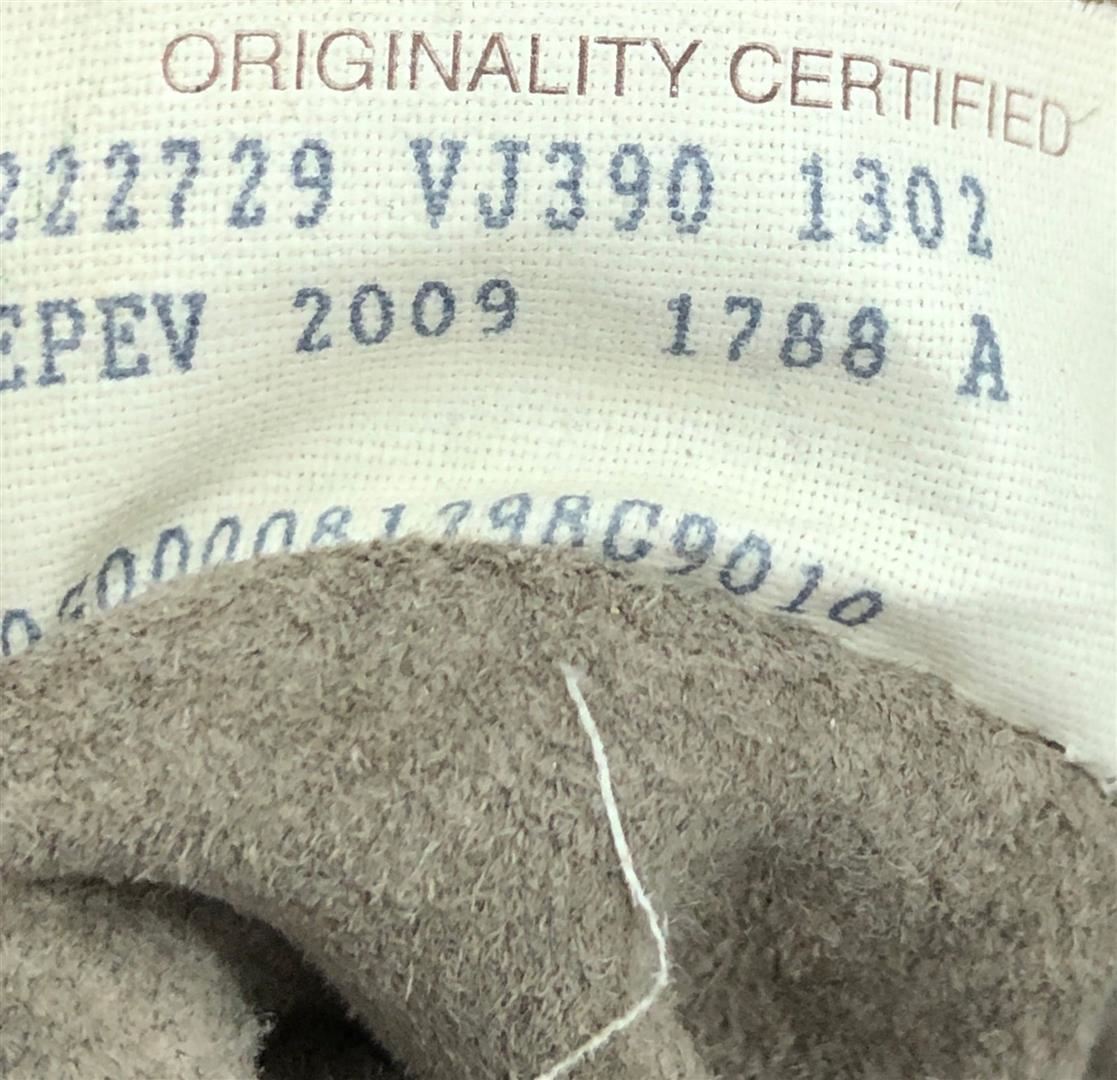 ORIGINALITY CERTIFIED
222729 VJ390 1302
EPEV 2009 1788 A